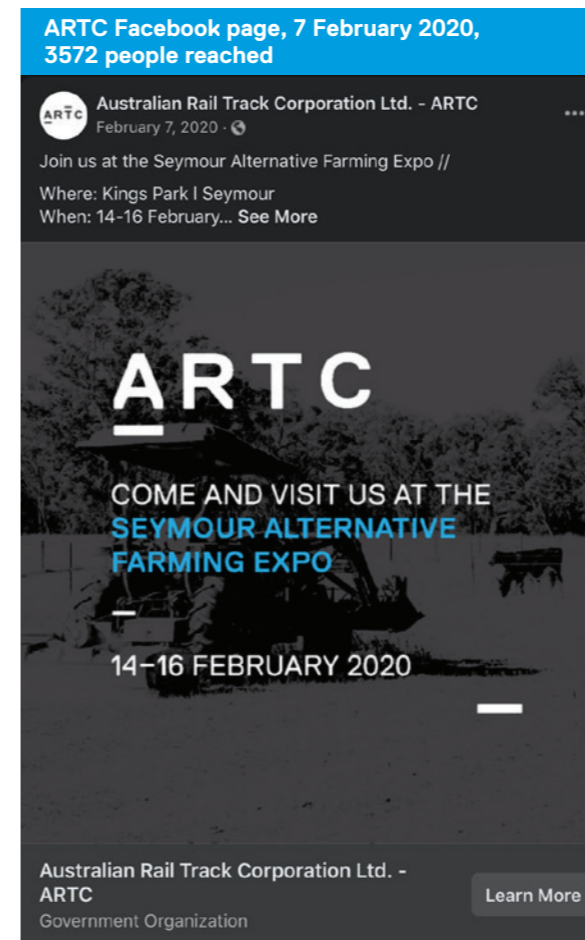 ARTC Facebook page, 7 February 2020,
3572 people reached
ARTC
Australian Rail Track Corporation Ltd. - ARTC
February 7, 2020 ·
Join us at the Seymour Alternative Farming Expo //
Where: Kings Park l Seymour
When: 14-16 February... See More
ARTC
COME AND VISIT US AT THE
SEYMOUR ALTERNATIVE
FARMING EXPO
14–16 FEBRUARY 2020
Australian Rail Track Corporation Ltd. -
ARTC
Government Organization
Learn More